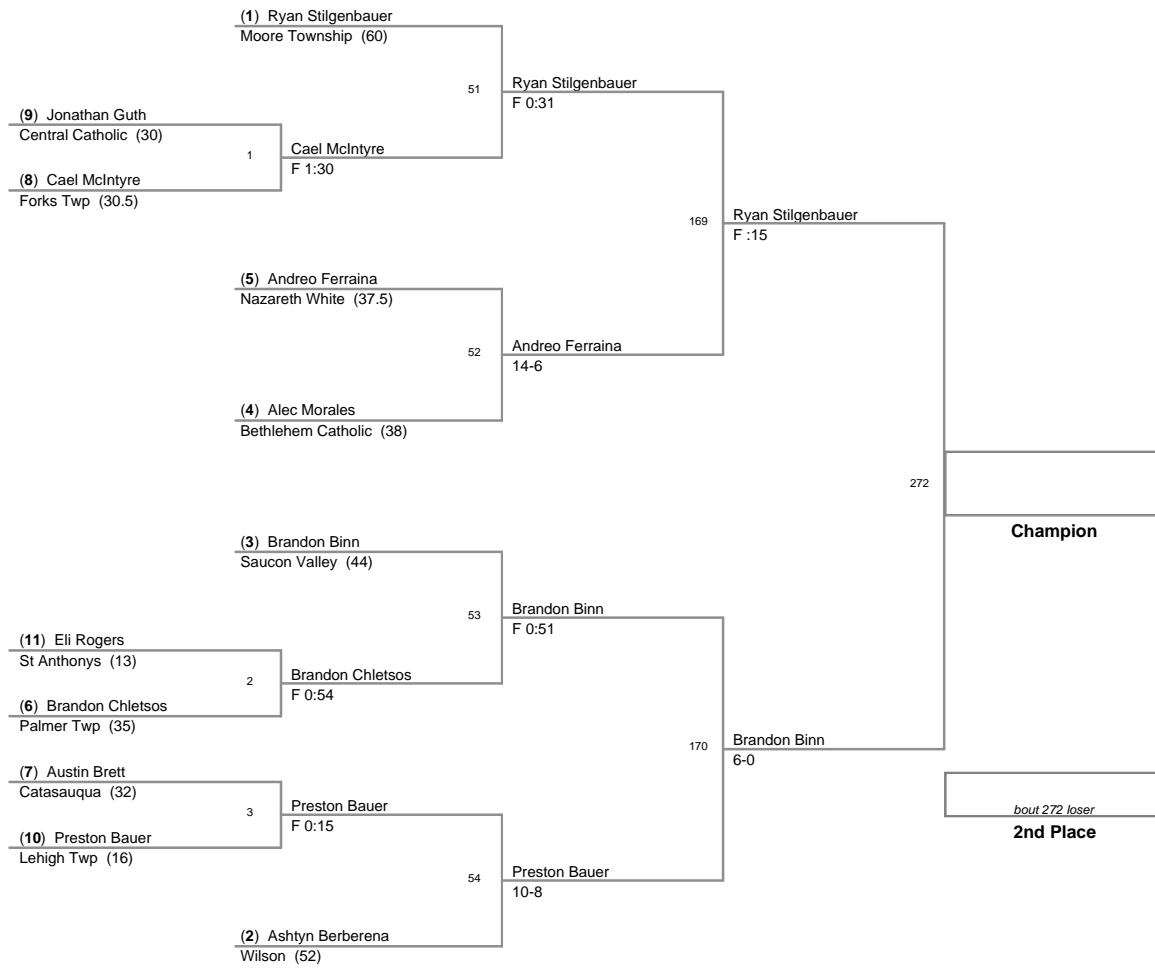 (1) Ryan Stilgenbauer
Moore Township (60)
51
Ryan Stilgenbauer
F 0:31
(9) Jonathan Guth
Central Catholic (30)
1
Cael McIntyre
F 1:30
(8) Cael McIntyre
Forks Twp (30.5)
169
Ryan Stilgenbauer
F :15
(5) Andreo Ferraina
Nazareth White (37.5)
52
Andreo Ferraina
14-6
(4) Alec Morales
Bethlehem Catholic (38)
272
Champion
(3) Brandon Binn
Saucon Valley (44)
53
Brandon Binn
F 0:51
(11) Eli Rogers
St Anthonys (13)
2
Brandon Chletsos
F 0:54
(6) Brandon Chletsos
Palmer Twp (35)
170
Brandon Binn
6-0
(7) Austin Brett
Catasauqua (32)
3
Preston Bauer
F 0:15
(10) Preston Bauer
Lehigh Twp (16)
bout 272 loser
2nd Place
54
Preston Bauer
10-8
(2) Ashtyn Berberena
Wilson (52)